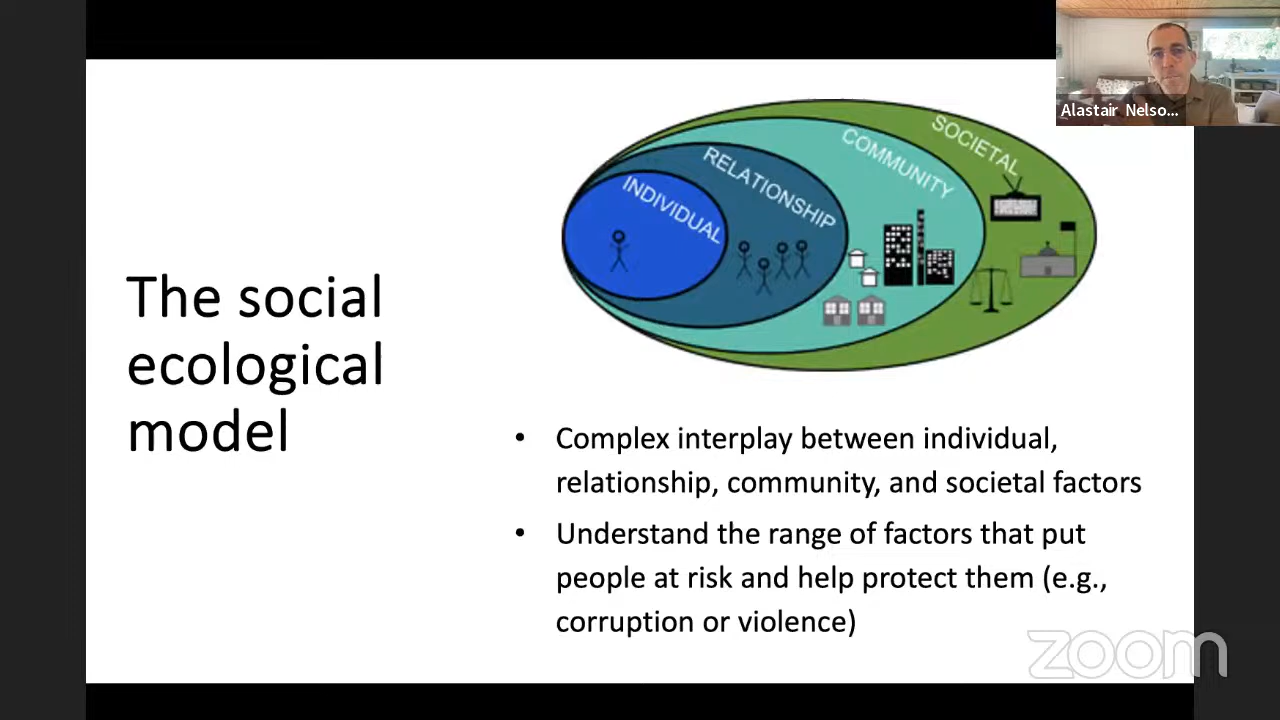 Alastair Nelso...
SOCIETAL
COMMUNITY
RELATIONSHIP
INDIVIDUAL
The social
ecological
model
• Complex interplay between individual,
relationship, community, and societal factors
• Understand the range of factors that put
people at risk and help protect them (e.g.,
corruption or violence)
zoom